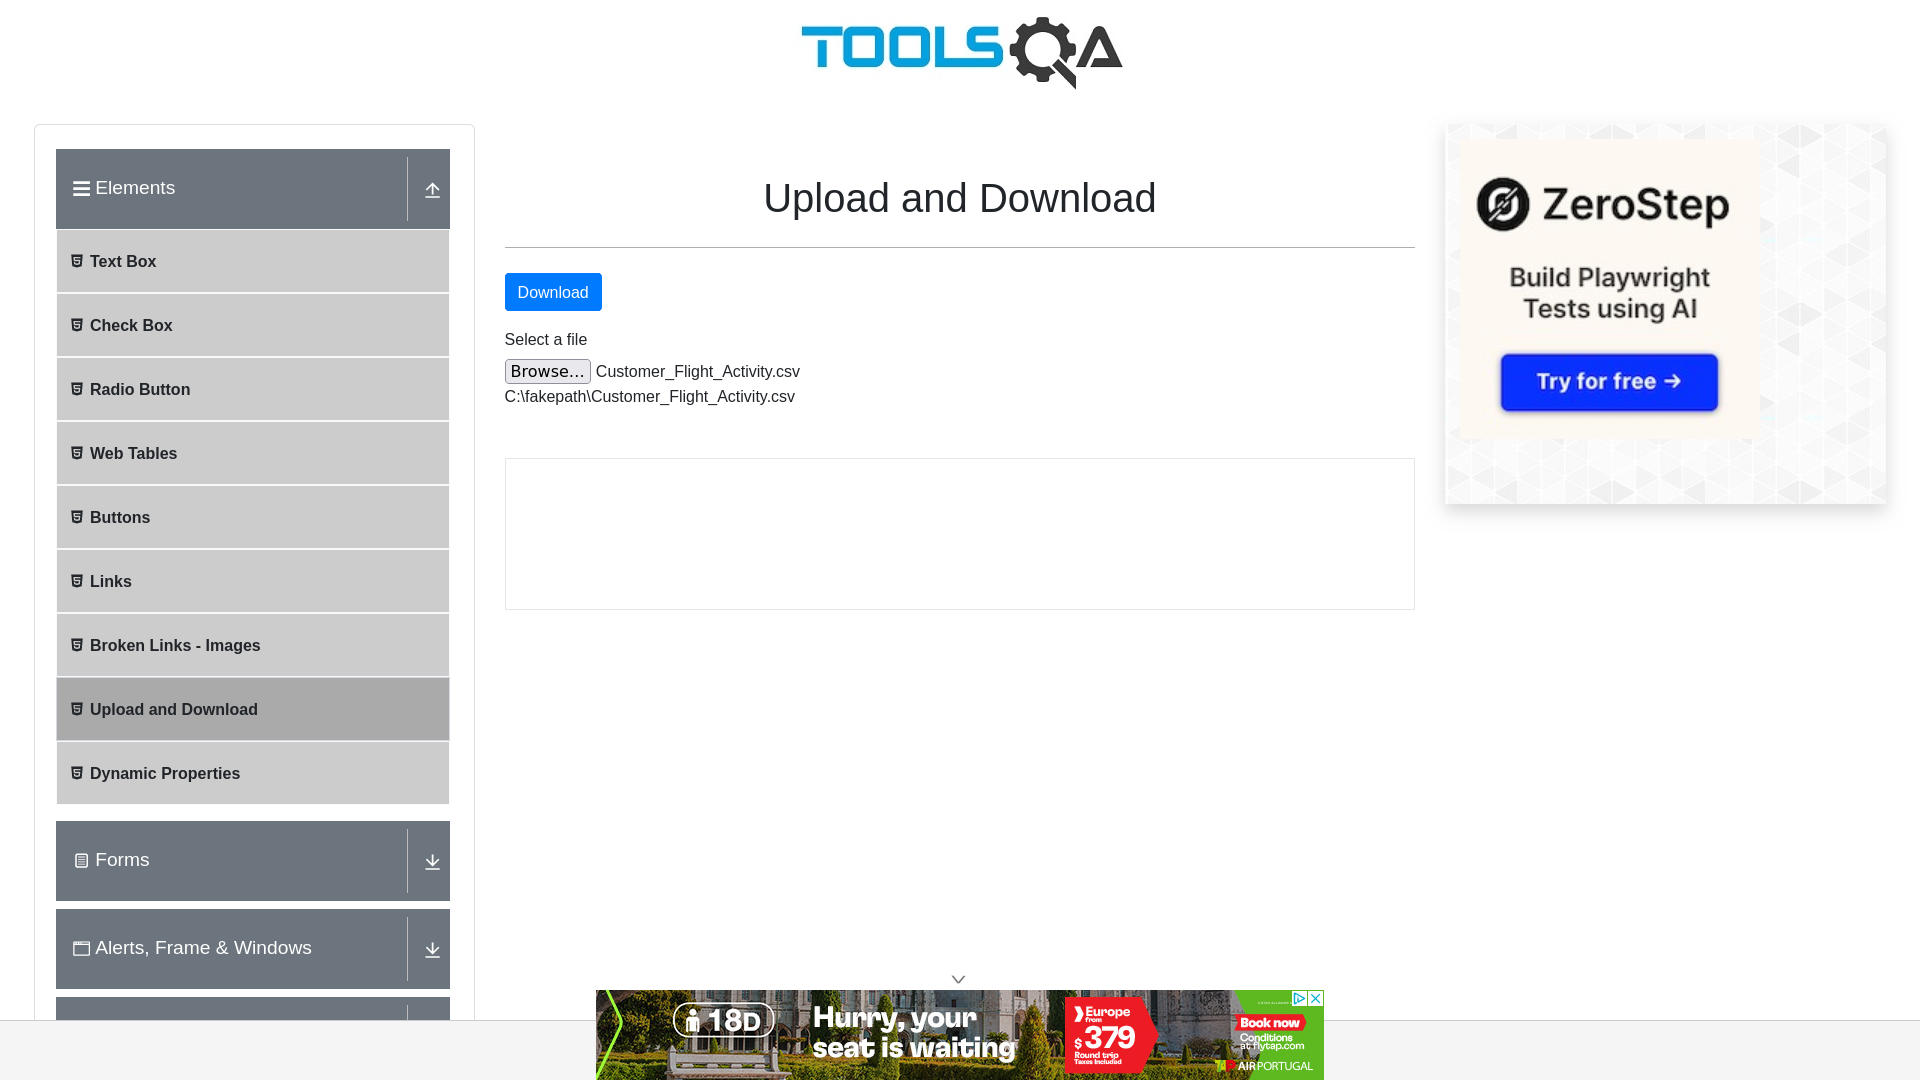 TOOLSQA
Elements
Text Box
Check Box
Radio Button
Web Tables
Buttons
Links
Broken Links - Images
Upload and Download
Dynamic Properties
Forms
Alerts, Frame & Windows
Upload and Download
Download
Select a file
Browse... Customer_Flight_Activity.csv
C:\fakepath\Customer_Flight_Activity.csv
ZeroStep
Build Playwright
Tests using AI
Try for free →
18D
Hurry, your
seat is waiting
Europe
from
$379
Round trip
Taxes Included
Book now
Conditions
at flytap.com
AIRPORTUGAL